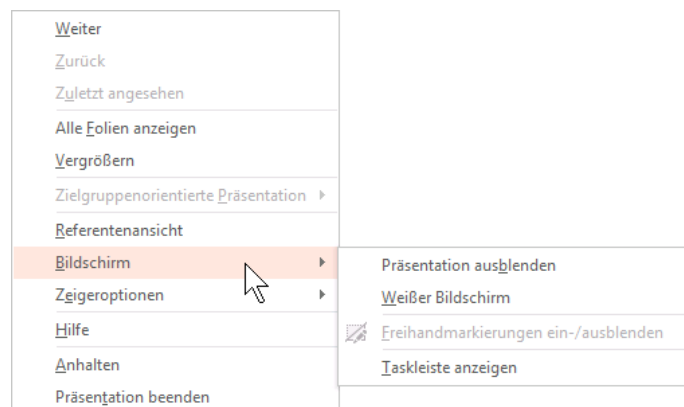 Weiter
Zurück
Zuletzt angesehen
Alle Folien anzeigen
Vergrößern
Zielgruppenorientierte Präsentation
Referentenansicht
Bildschirm
Zeigeroptionen
Hilfe
Anhalten
Präsentation beenden
Präsentation ausblenden
Weißer Bildschirm
Freihandmarkierungen ein-/ausblenden
Taskleiste anzeigen